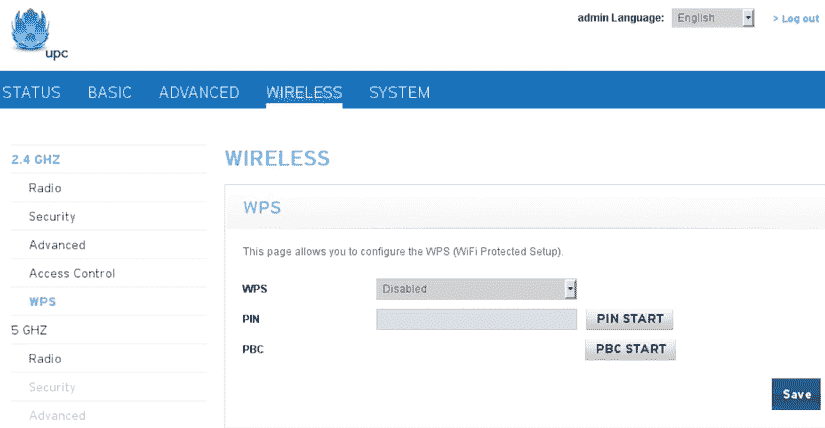 admin Language: English > Log out
upc
STATUS BASIC ADVANCED WIRELESS SYSTEM
2.4 GHZ
Radio
Security
Advanced
Access Control
WPS
5 GHZ
Radio
Security
Advanced
WIRELESS
WPS
This page allows you to configure the WPS (WiFi Protected Setup).
WPS Disabled
PIN PIN START
PBC PBC START
Save